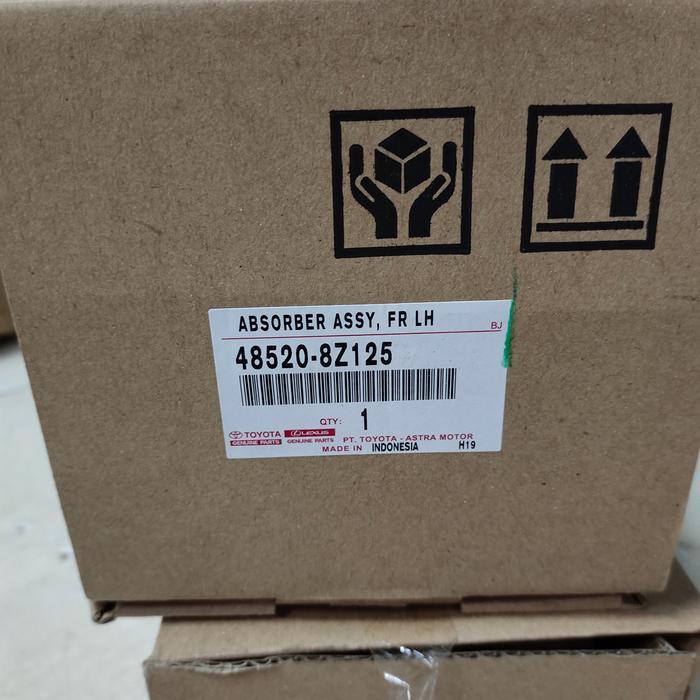 ABSORBER ASSY, FR LH
BJ
48520-8Z125
QTY: 1
TOYOTA LEXUS
GENUINE PARTS GENUINE PARTS PT. TOYOTA - ASTRA MOTOR
MADE IN INDONESIA H19